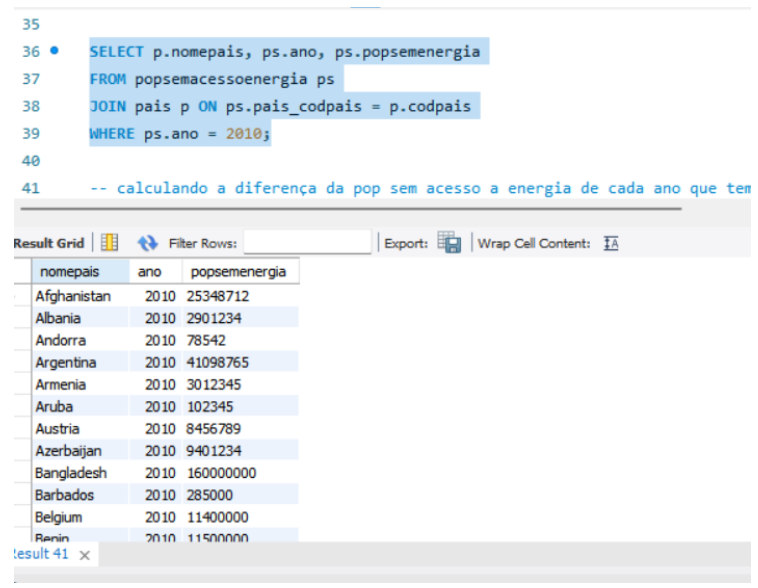 35
36 SELECT p.nomepais, ps.ano, ps.popsemenergia
37 FROM popsemacessoenergia ps
38 JOIN pais p ON ps.pais_codpais = p.codpais
39 WHERE ps.ano = 2010;
40
41 -- calculando a diferença da pop sem acesso a energia de cada ano que tem
Result Grid Filter Rows: Export: Wrap Cell Content: IA
nomepais ano popsemenergia
Afghanistan 2010 25348712
Albania 2010 2901234
Andorra 2010 78542
Argentina 2010 41098765
Armenia 2010 3012345
Aruba 2010 102345
Austria 2010 8456789
Azerbaijan 2010 9401234
Bangladesh 2010 160000000
Barbados 2010 285000
Belgium 2010 11400000
Benin 2010 11500000
Result 41